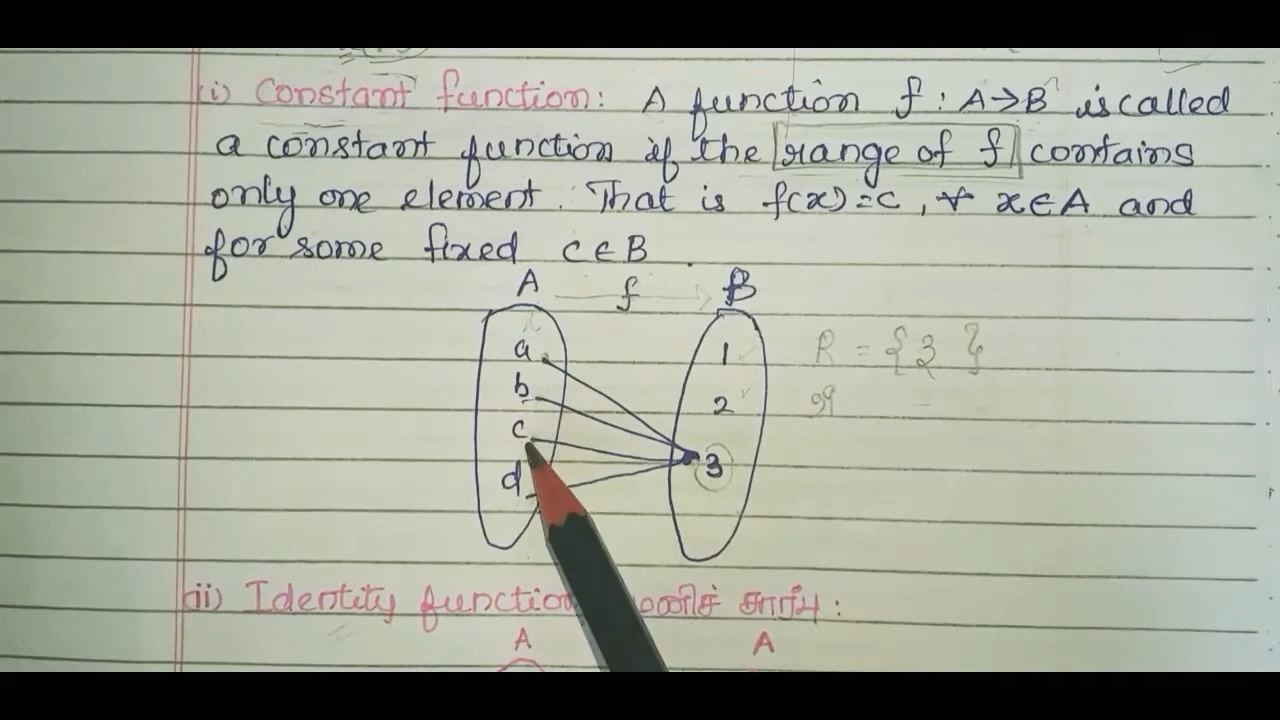 (i) Constant function: A function f: A→B is called
a constant function if the range of f contains
only one element. That is f(x)=c, ∀ x∈A and
for some fixed c∈B.
A f B
a 1 R = {3}
b 2
c
d 3
ii) Identity function சார்பு :
A A